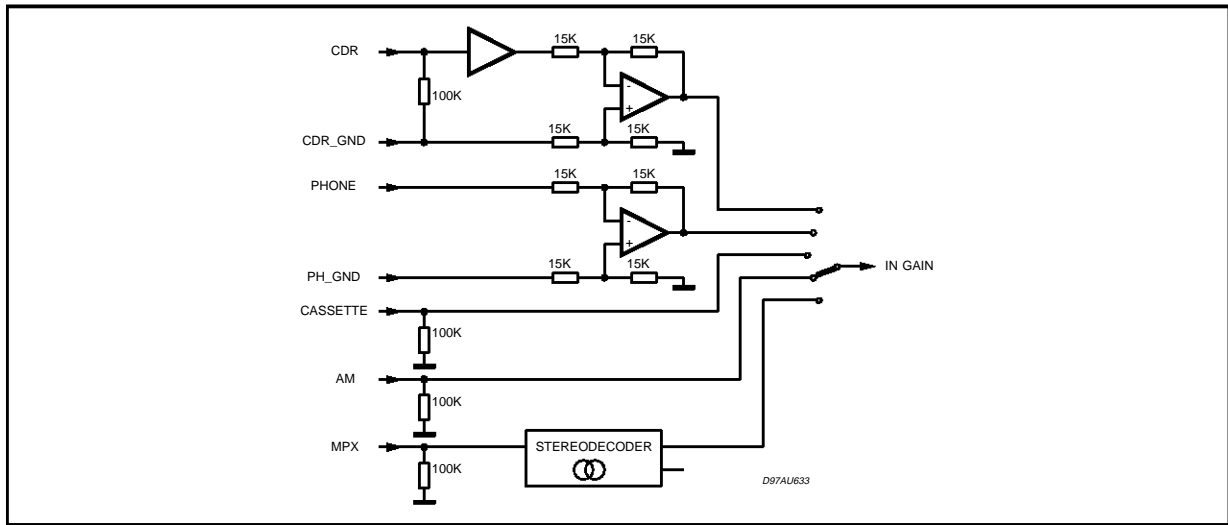 CDR
15K
15K
100K
-
+
CDR_GND
15K
15K
PHONE
15K
15K
-
+
PH_GND
15K
15K
IN GAIN
CASSETTE
100K
AM
100K
MPX
STEREODECODER
100K
D97AU633